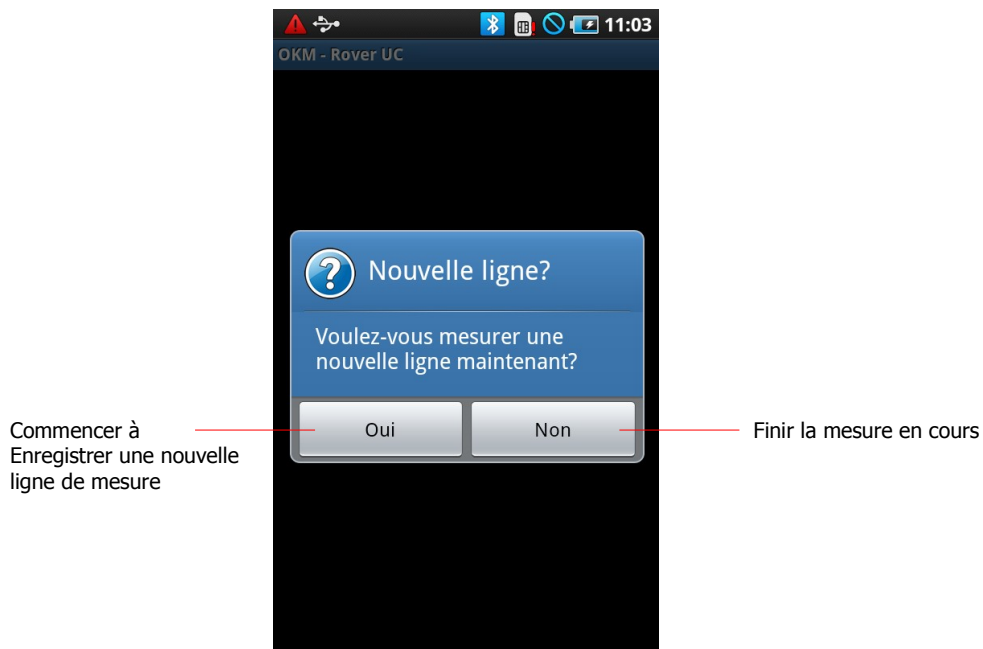 11:03
OKM - Rover UC
Nouvelle ligne?
Voulez-vous mesurer une
nouvelle ligne maintenant?
Oui
Non
Commencer à
Enregistrer une nouvelle
ligne de mesure
Finir la mesure en cours